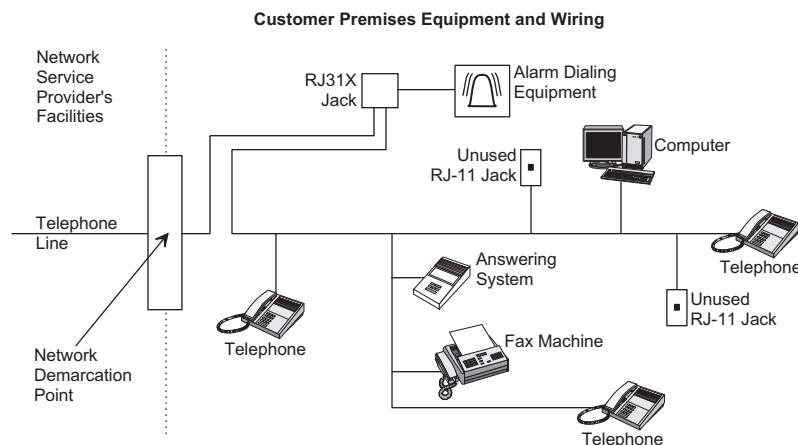 Customer Premises Equipment and Wiring
Network
Service
Provider's
Facilities
RJ31X
Jack
Alarm Dialing
Equipment
Unused
RJ-11 Jack
Computer
Telephone
Line
Answering
System
Telephone
Unused
RJ-11 Jack
Telephone
Fax Machine
Network
Demarcation
Point
Telephone